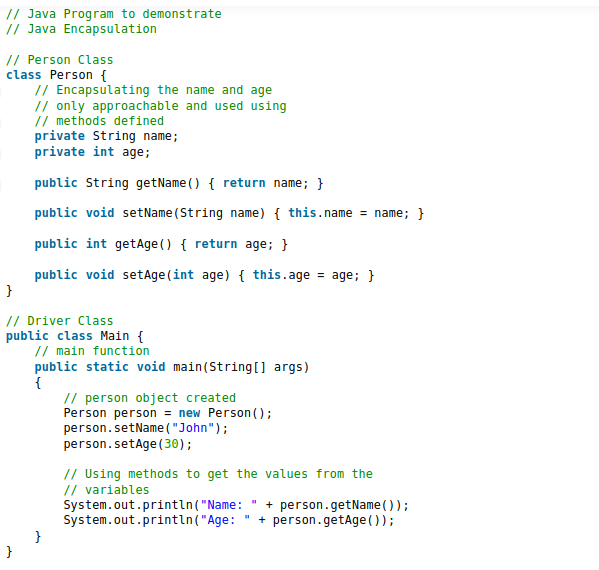 // Java Program to demonstrate
// Java Encapsulation
// Person Class
class Person {
    // Encapsulating the name and age
    // only approachable and used using
    // methods defined
    private String name;
    private int age;
    public String getName() { return name; }
    public void setName(String name) { this.name = name; }
    public int getAge() { return age; }
    public void setAge(int age) { this.age = age; }
}
// Driver Class
public class Main {
    // main function
    public static void main(String[] args)
    {
        // person object created
        Person person = new Person();
        person.setName("John");
        person.setAge(30);
        // Using methods to get the values from the
        // variables
        System.out.println("Name: " + person.getName());
        System.out.println("Age: " + person.getAge());
    }
}